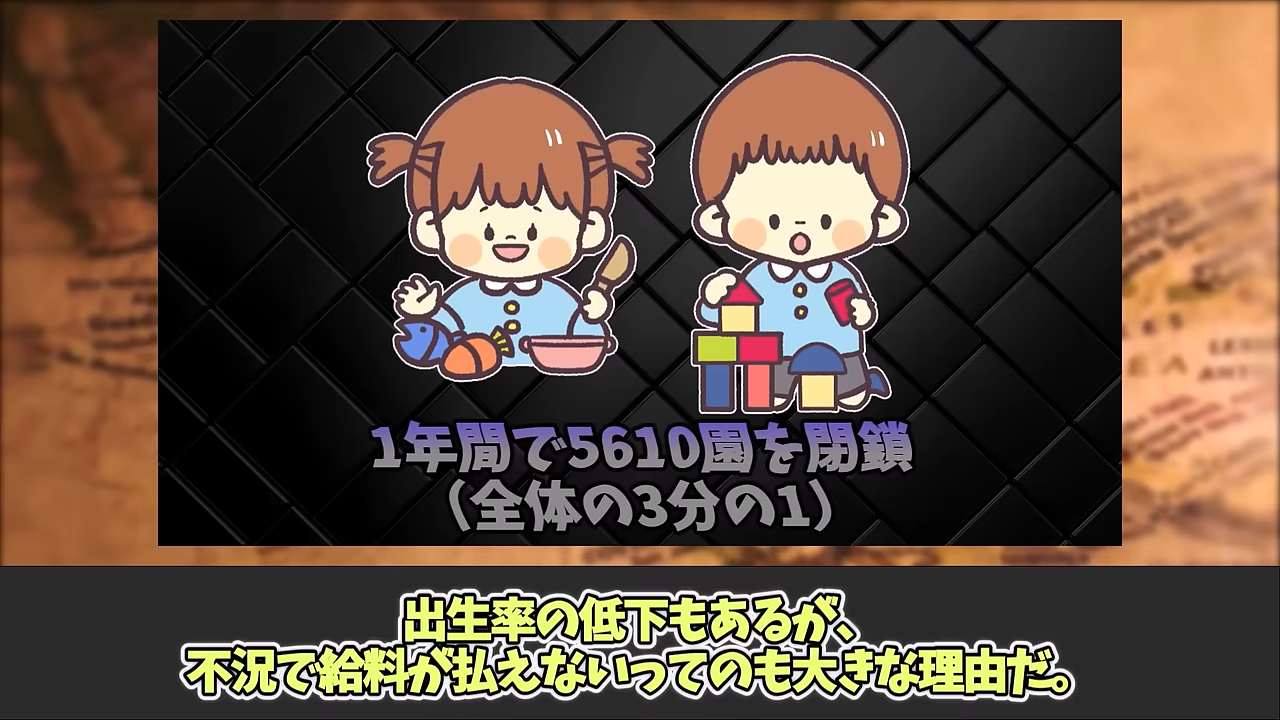 1年間で5610園を閉鎖
(全体の3分の1)
出生率の低下もあるが、
不況で給料が払えないってのも大きな理由だ。